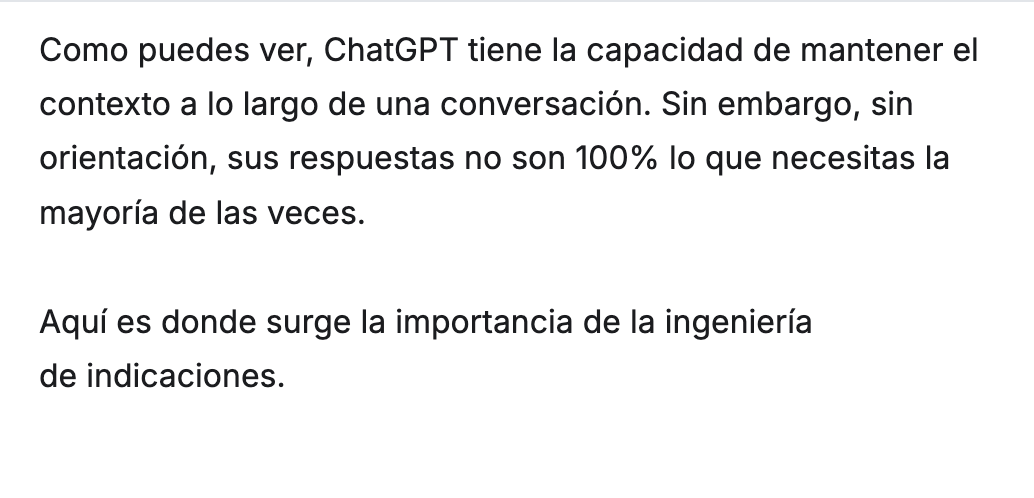 Como puedes ver, ChatGPT tiene la capacidad de mantener el
contexto a lo largo de una conversación. Sin embargo, sin
orientación, sus respuestas no son 100% lo que necesitas la
mayoría de las veces.
Aquí es donde surge la importancia de la ingeniería
de indicaciones.